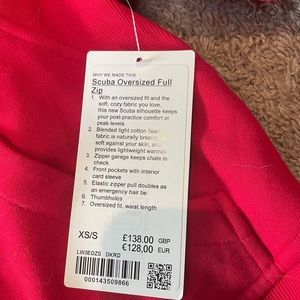 WHY WE MADE THIS
Scuba Oversized Full
Zip
1. With an oversized fit and the
soft, cozy fabric you love,
this new Scuba silhouette keeps
your post-practice comfort at
peak levels
2. Blended light cotton fleece
fabric is naturally breathable,
soft against your skin, and
provides lightweight warmth
3. Zipper garage keeps chafe in
check
4. Front pockets with interior
card sleeve
5. Elastic zipper pull doubles as
an emergency hair tie
6. Thumbholes
7. Oversized fit, waist length
XS/S
£138.00 GBP
€128,00 EUR
LW3EOZS DKRD
000143509866